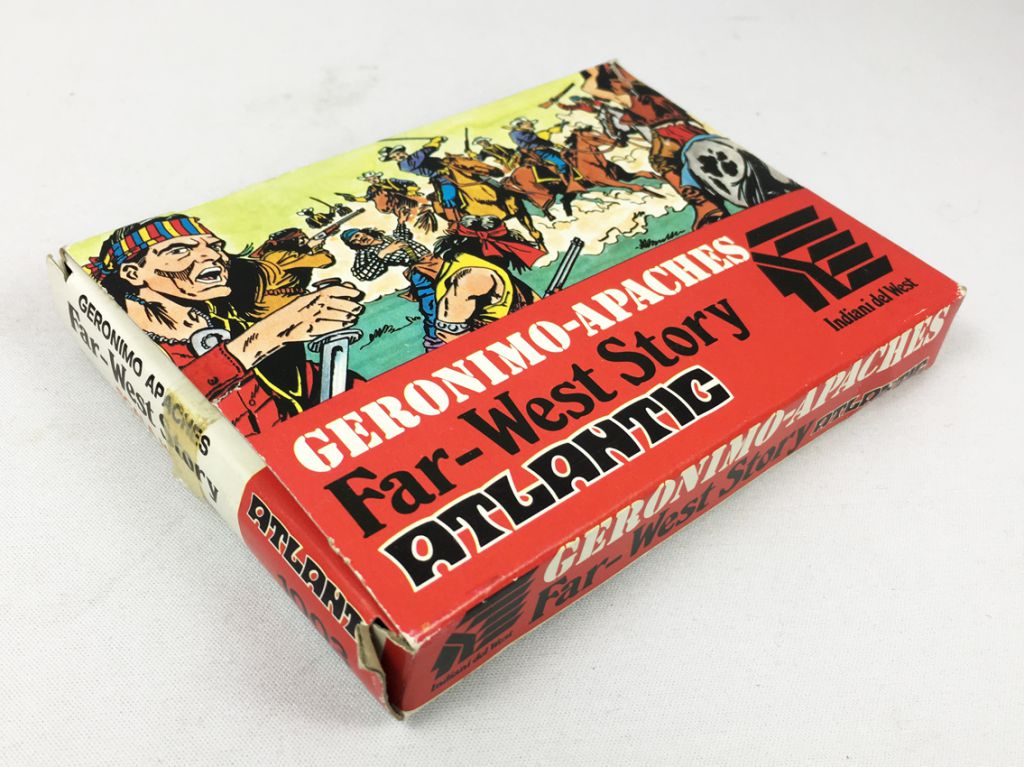 GERONIMO-APACHES
Far-West Story
ATLANTIC
Indiani del West
GERONIMO APACHES
Far-West Story
ATLANT
GERONIMO-APACHES
Far-West Story
ATLANTIC
Indiani del West